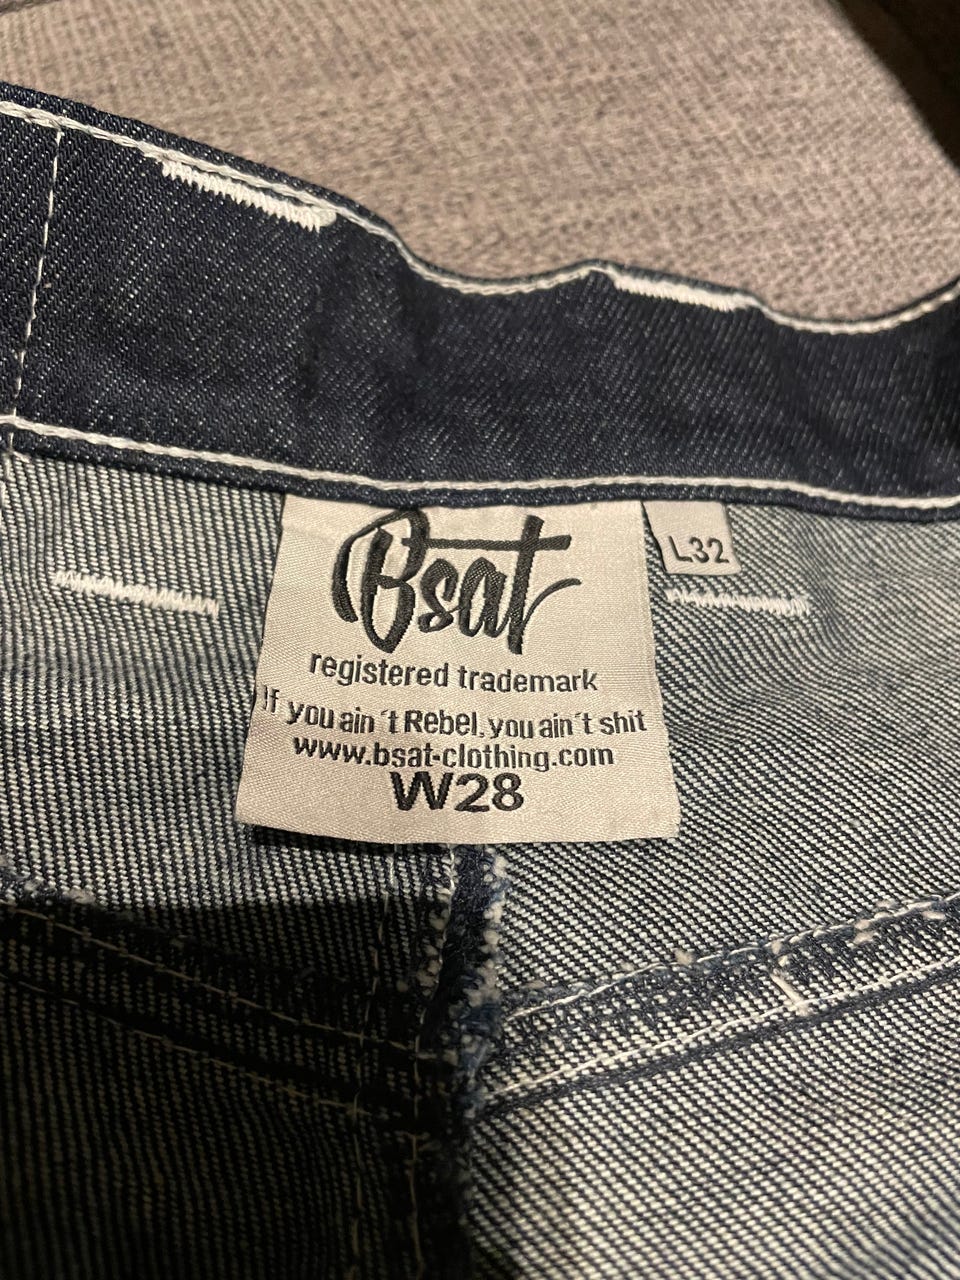 Bsat
registered trademark
If you ain´t Rebel. you ain´t shit
www.bsat-clothing.com
W28
L32